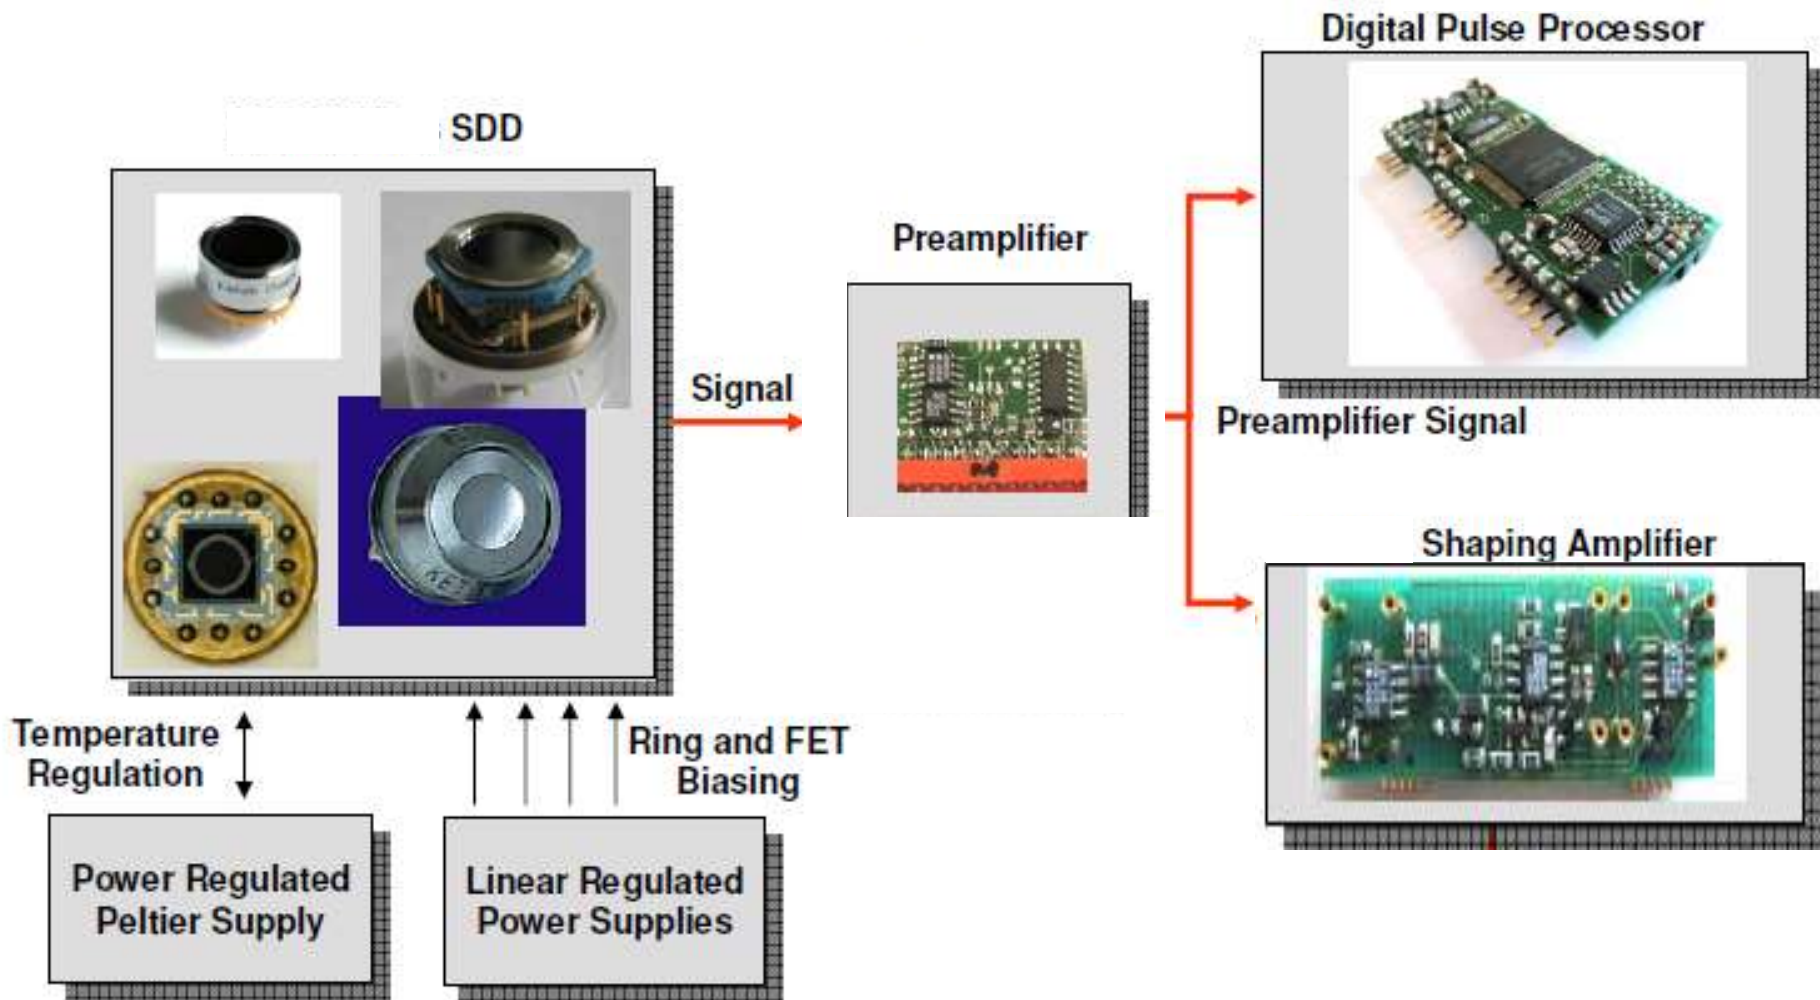 Digital Pulse Processor
SDD
Preamplifier
Signal
Preamplifier Signal
Shaping Amplifier
Temperature
Regulation
Ring and FET
Biasing
Power Regulated
Peltier Supply
Linear Regulated
Power Supplies